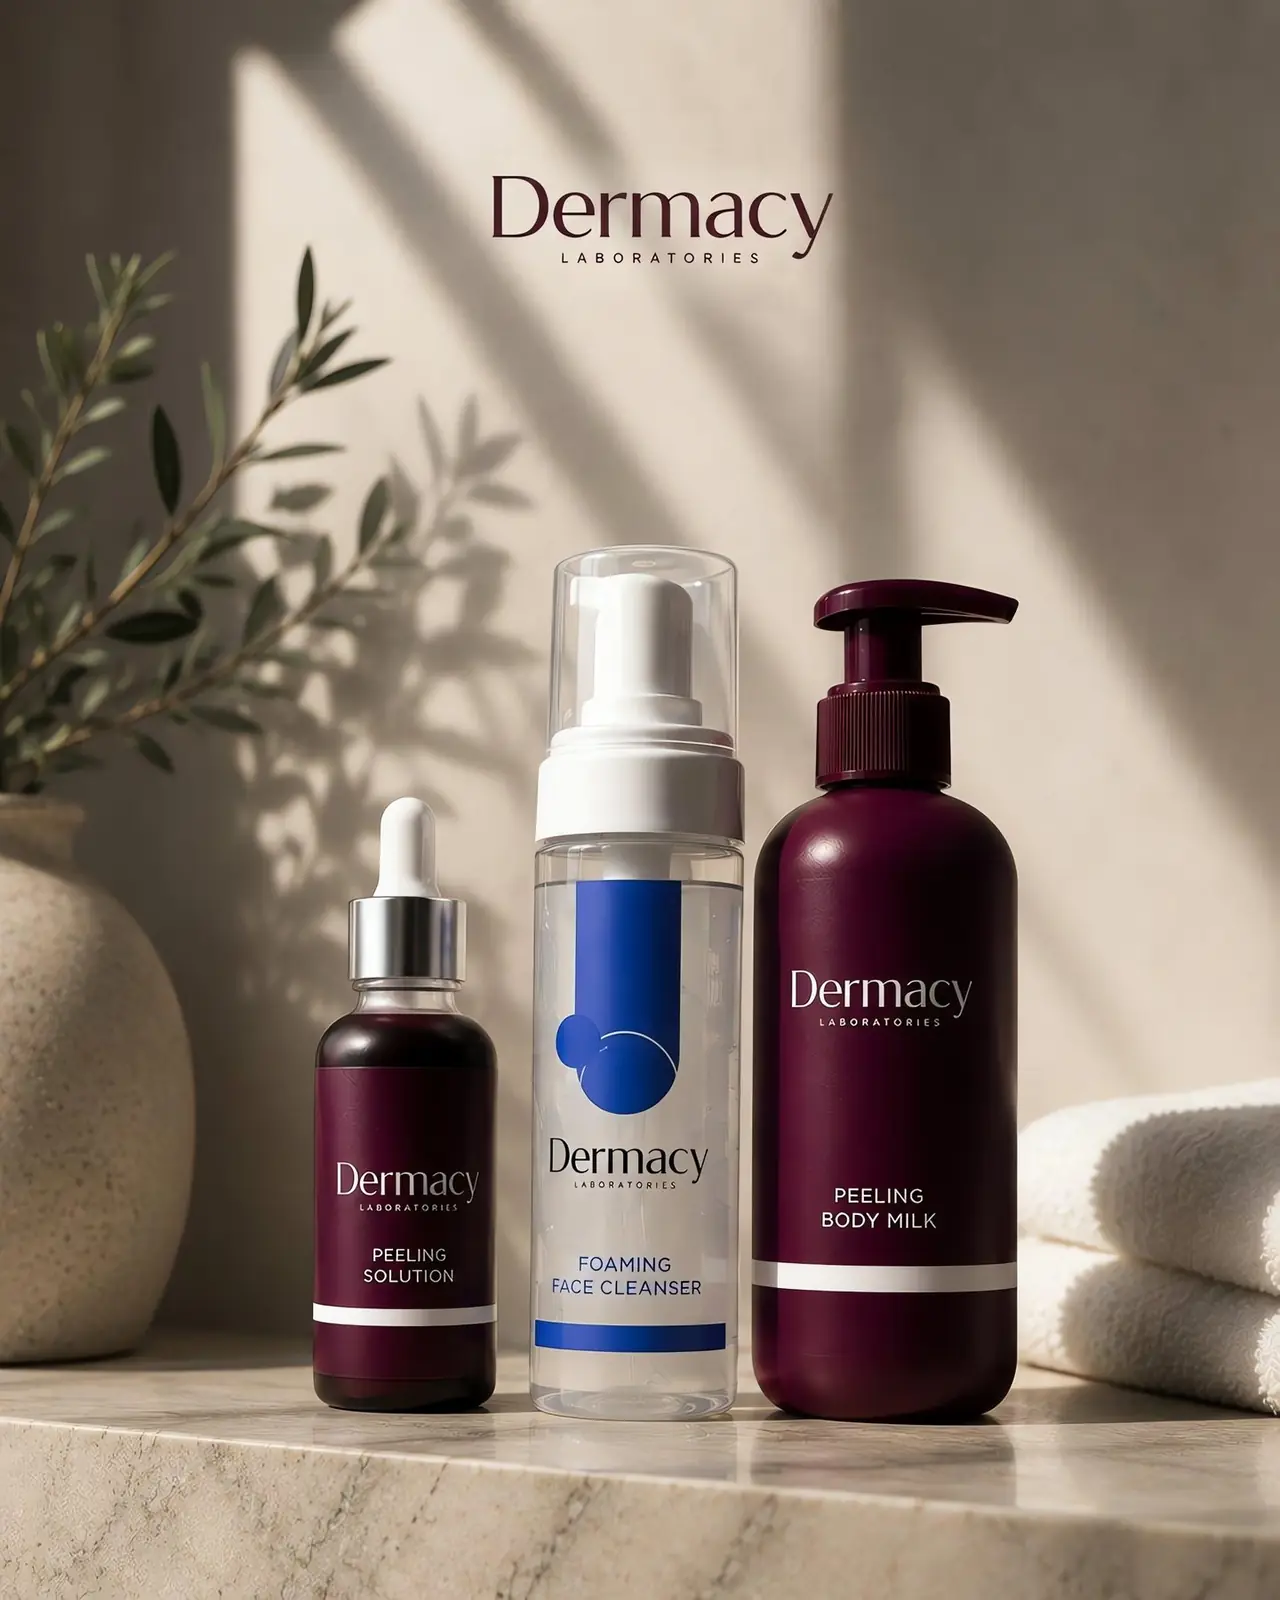 Dermacy
LABORATORIES
Dermacy
LABORATORIES
PEELING
SOLUTION
Dermacy
LABORATORIES
FOAMING
FACE CLEANSER
Dermacy
LABORATORIES
PEELING
BODY MILK